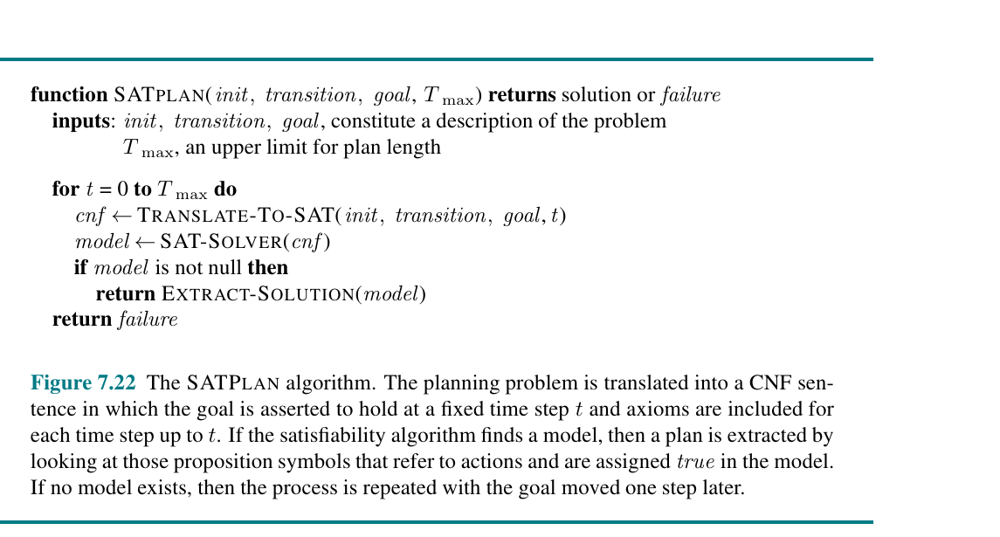 function SATPLAN(init, transition, goal, T max) returns solution or failure
inputs: init, transition, goal, constitute a description of the problem
T max, an upper limit for plan length
for t = 0 to T max do
cnf ← TRANSLATE-TO-SAT(init, transition, goal, t)
model ← SAT-SOLVER(cnf)
if model is not null then
return EXTRACT-SOLUTION(model)
return failure
Figure 7.22 The SATPLAN algorithm. The planning problem is translated into a CNF sen-
tence in which the goal is asserted to hold at a fixed time step t and axioms are included for
each time step up to t. If the satisfiability algorithm finds a model, then a plan is extracted by
looking at those proposition symbols that refer to actions and are assigned true in the model.
If no model exists, then the process is repeated with the goal moved one step later.